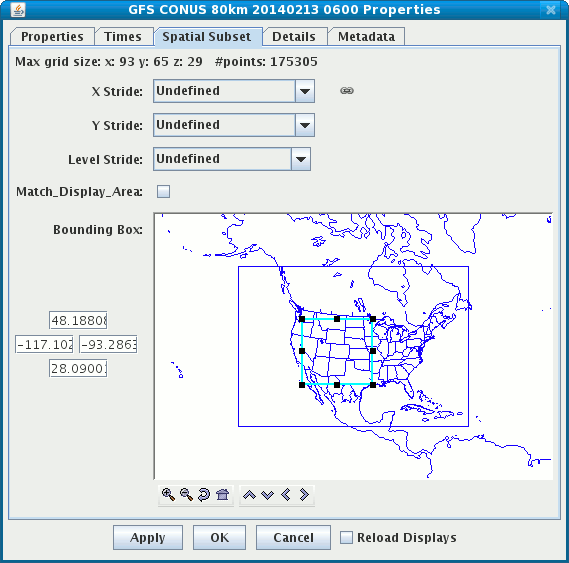 GFS CONUS 80km 20140213 0600 Properties
Properties Times Spatial Subset Details Metadata
Max grid size: x: 93 y: 65 z: 29 #points: 175305
X Stride: Undefined
Y Stride: Undefined
Level Stride: Undefined
Match_Display_Area:
Bounding Box:
48.18808
-117.102 -93.2863
28.0900
Apply OK Cancel Reload Displays